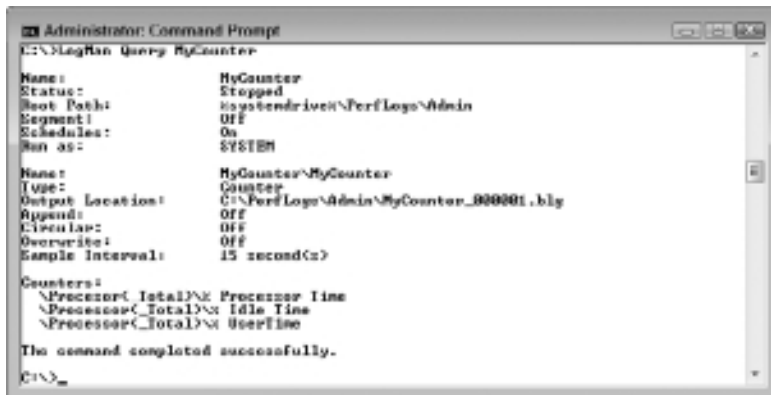 Administrator: Command Prompt
C:\>LogMan Query MyCounter
Name: MyCounter
Status: Stopped
Root Path: %systemdrive%\PerfLogs\Admin
Segment: Off
Schedules: On
Run as: SYSTEM
Name: MyCounter\MyCounter
Type: Counter
Output Location: C:\PerfLogs\Admin\MyCounter_000001.blg
Append: Off
Circular: Off
Overwrite: Off
Sample Interval: 15 second(s)
Counters:
\Processor(_Total)\% Processor Time
\Processor(_Total)\% Idle Time
\Processor(_Total)\% UserTime
The command completed successfully.
C:\>_